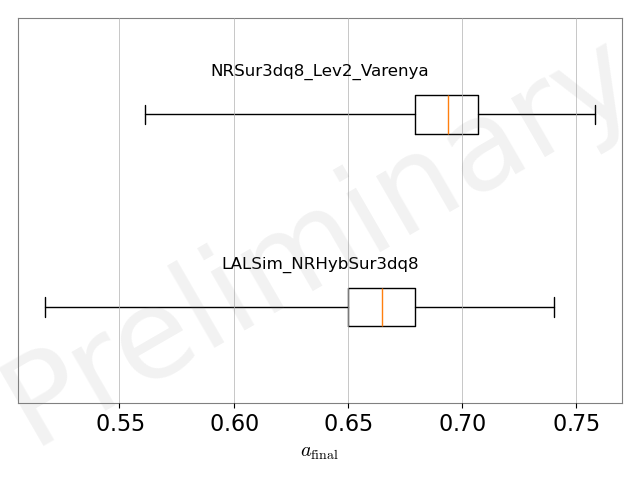 NRSur3dq8_Lev2_Varenya
LALSim_NRHybSur3dq8
Preliminary
0.55 0.60 0.65 0.70 0.75
a_final